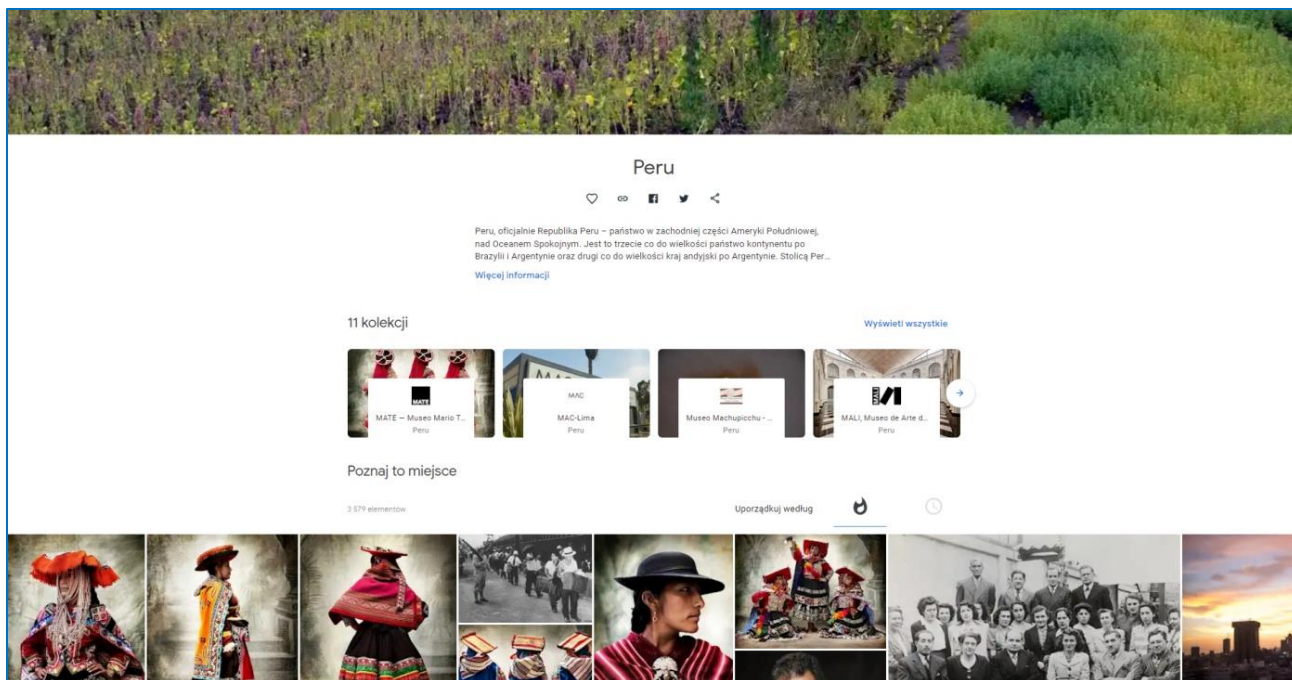 Peru
Peru, oficjalnie Republika Peru – państwo w zachodniej części Ameryki Południowej,
nad Oceanem Spokojnym. Jest to trzecie co do wielkości państwo kontynentu po
Brazylii i Argentynie oraz drugi co do wielkości kraj andyjski po Argentynie. Stolicą Per...
Więcej informacji
11 kolekcji
Wyświetl wszystkie
MATE
MATE – Museo Mario T...
Peru
MAC
MAC
MAC-Lima
Peru
Museo Machupicchu - ...
Peru
MALI
MALI, Museo de Arte d...
Peru
Poznaj to miejsce
3 579 elementów
Uporządkuj według